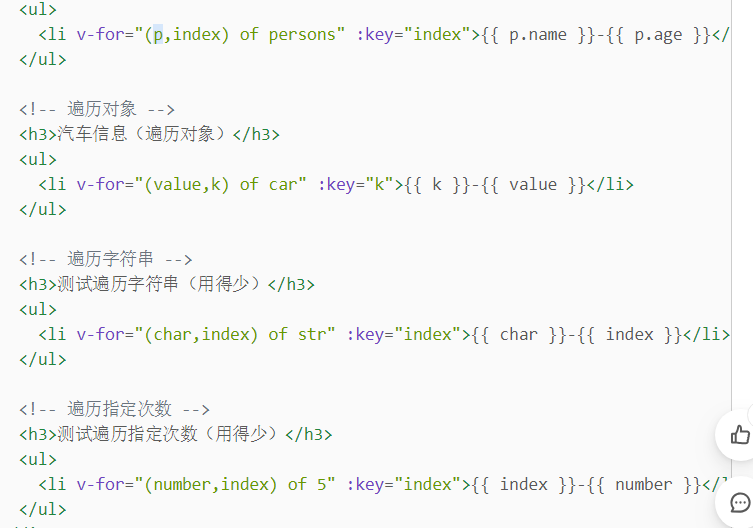 <ul>
<li v-for="(p,index) of persons" :key="index">{{ p.name }}-{{ p.age }}</
</ul>
<!-- 遍历对象 -->
<h3>汽车信息（遍历对象）</h3>
<ul>
<li v-for="(value,k) of car" :key="k">{{ k }}-{{ value }}</li>
</ul>
<!-- 遍历字符串 -->
<h3>测试遍历字符串（用得少）</h3>
<ul>
<li v-for="(char,index) of str" :key="index">{{ char }}-{{ index }}</li>
</ul>
<!-- 遍历指定次数 -->
<h3>测试遍历指定次数（用得少）</h3>
<ul>
<li v-for="(number,index) of 5" :key="index">{{ index }}-{{ number }}</
</ul>